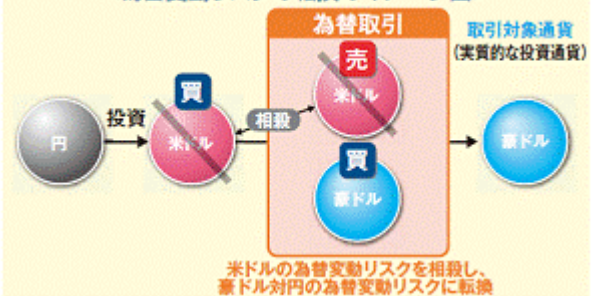 為替取引
取引対象通貨
(実質的な投資通貨)
売
米ドル
買
投資
相殺
円
米ドル
買
豪ドル
豪ドル
米ドルの為替変動リスクを相殺し、
豪ドル対円の為替変動リスクに転換